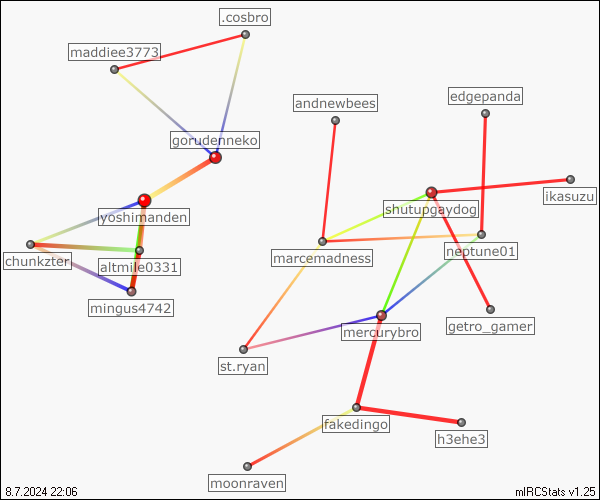 .cosbro
maddiee3773
andnewbees
edgepanda
gorudenneko
ikasuzu
shutupgaydog
yoshimanden
neptune01
marcemadness
chunkzter
altmile0331
mingus4742
getro_gamer
mercurybro
st.ryan
fakedingo
h3ehe3
moonraven
8.7.2024 22:06
mIRCStats v1.25